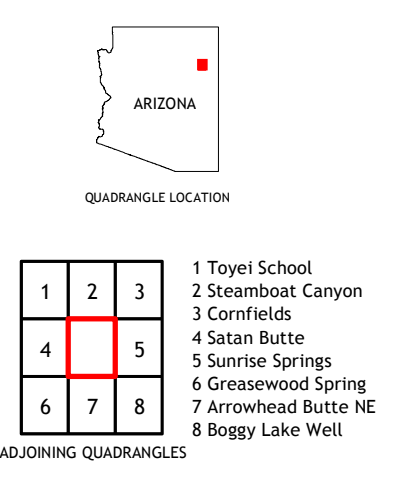 ARIZONA
QUADRANGLE LOCATION
1 2 3
4 5
6 7 8
ADJOINING QUADRANGLES
1 Toyei School
2 Steamboat Canyon
3 Cornfields
4 Satan Butte
5 Sunrise Springs
6 Greasewood Spring
7 Arrowhead Butte NE
8 Boggy Lake Well